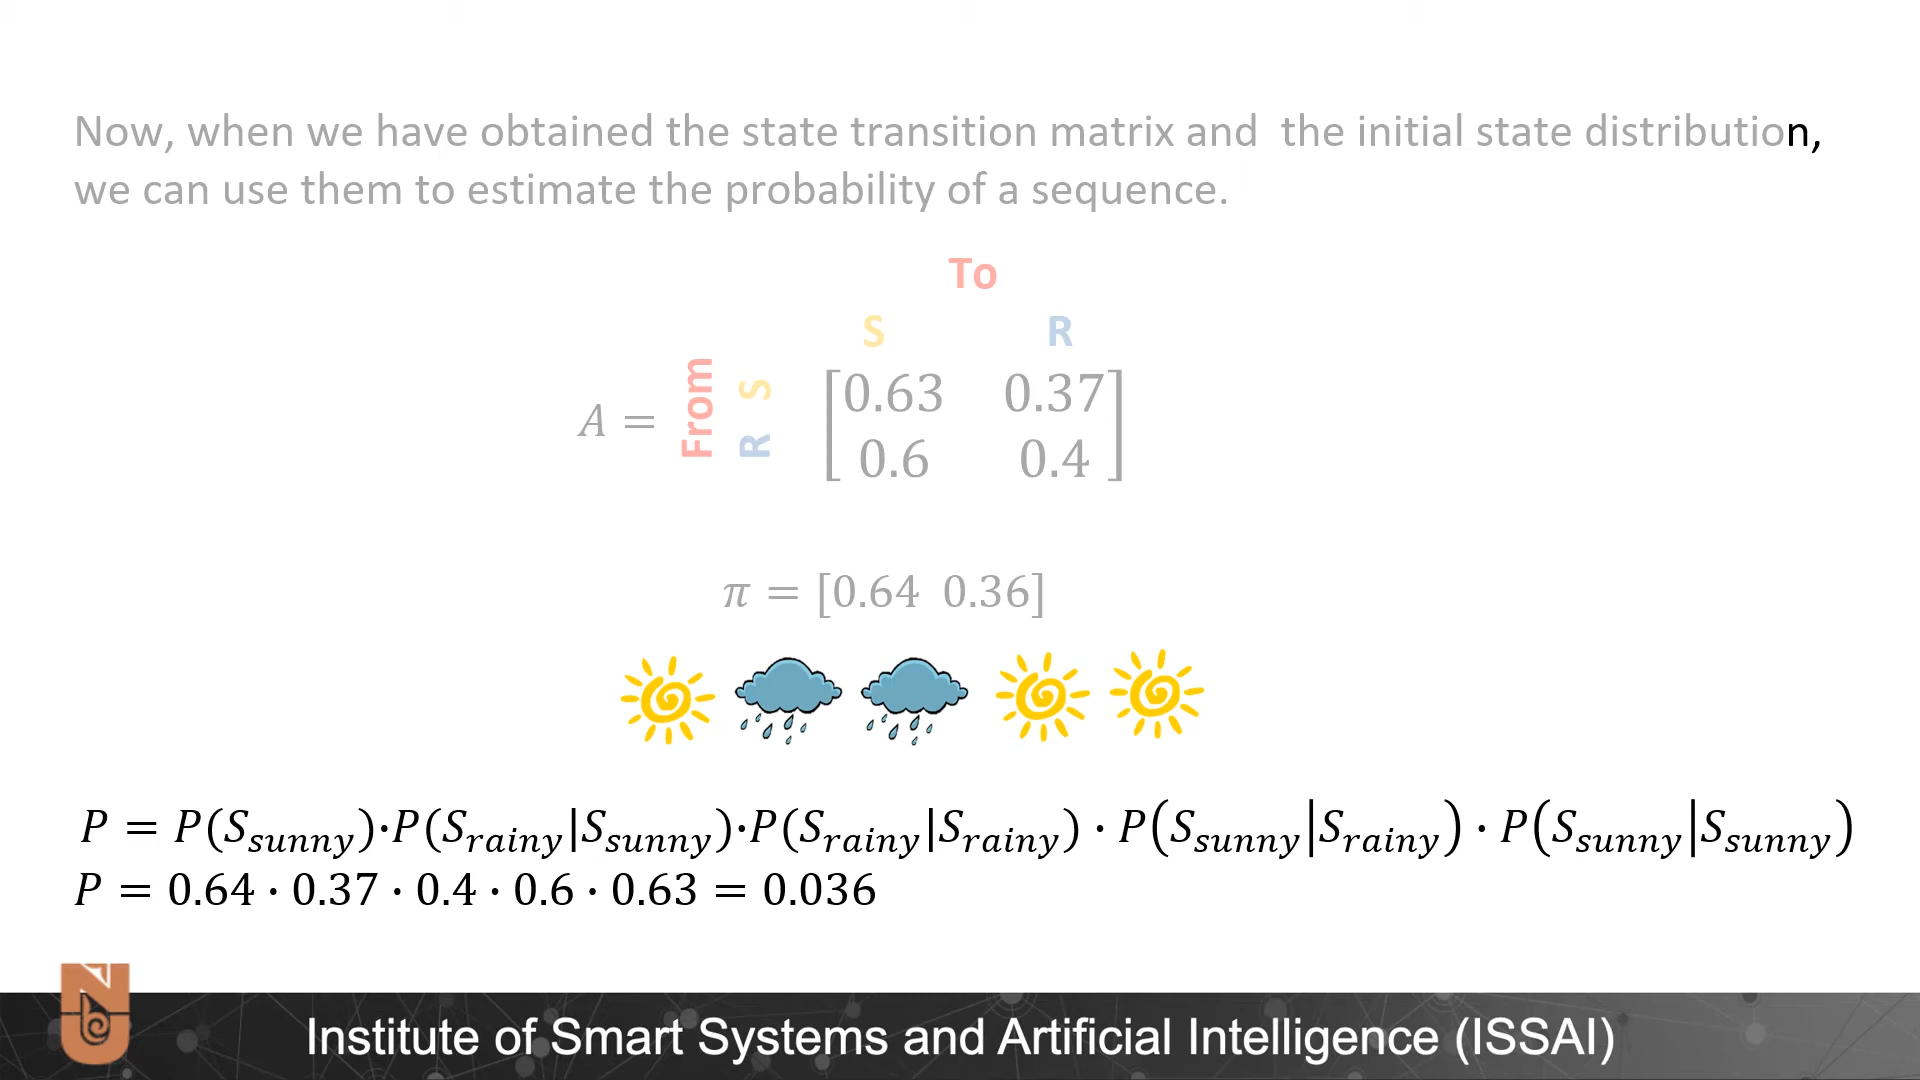 Now, when we have obtained the state transition matrix and the initial state distribution,
we can use them to estimate the probability of a sequence.
To
S R
From
S
R
A = [0.63 0.37
0.6 0.4]
π = [0.64 0.36]
P = P(S_sunny)·P(S_rainy|S_sunny)·P(S_rainy|S_rainy) · P(S_sunny|S_rainy) · P(S_sunny|S_sunny)
P = 0.64 · 0.37 · 0.4 · 0.6 · 0.63 = 0.036
Institute of Smart Systems and Artificial Intelligence (ISSAI)